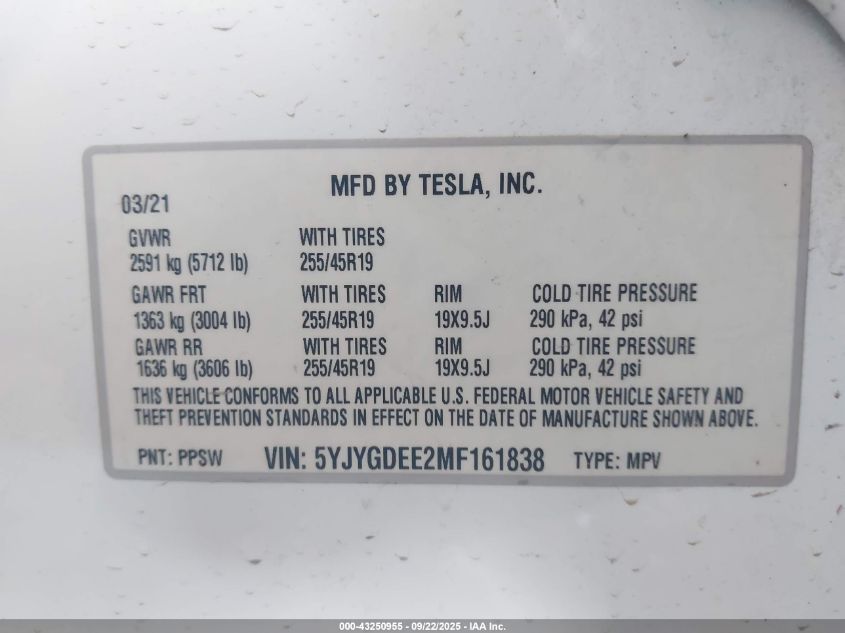 MFD BY TESLA, INC.
03/21
GVWR WITH TIRES
2591 kg (5712 lb) 255/45R19
GAWR FRT WITH TIRES RIM COLD TIRE PRESSURE
1363 kg (3004 lb) 255/45R19 19X9.5J 290 kPa, 42 psi
GAWR RR WITH TIRES RIM COLD TIRE PRESSURE
1636 kg (3606 lb) 255/45R19 19X9.5J 290 kPa, 42 psi
THIS VEHICLE CONFORMS TO ALL APPLICABLE U.S. FEDERAL MOTOR VEHICLE SAFETY AND
THEFT PREVENTION STANDARDS IN EFFECT ON THE DATE OF MANUFACTURE SHOWN ABOVE.
PNT: PPSW VIN: 5YJYGDEE2MF161838 TYPE: MPV
000-43250955 - 09/22/2025 - IAA Inc.